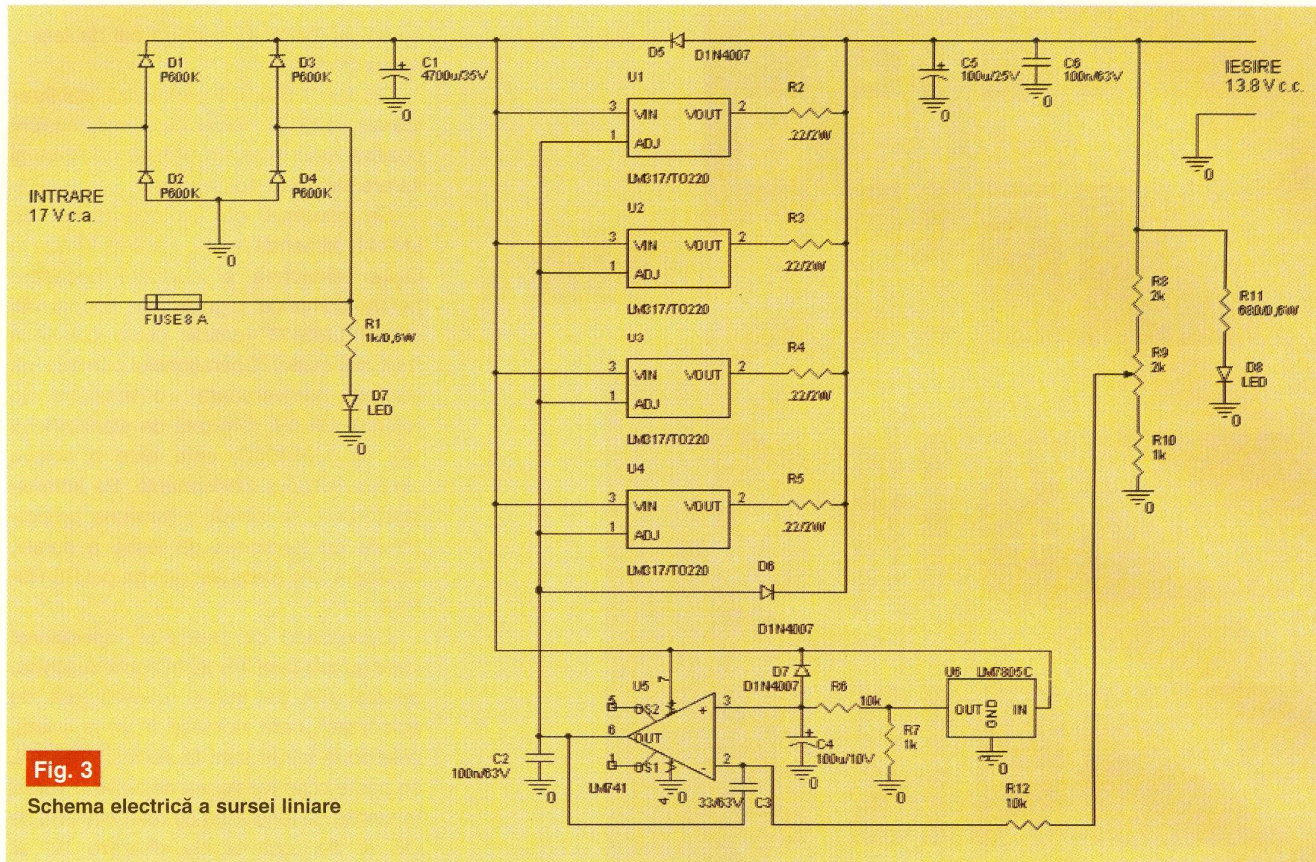 D1
P600K
D3
P600K
C1
4700u/35V
D5
D1N4007
C5
100u/25V
C6
100n/63V
IESIRE
13.8 V c.c.
0
0
0
0
U1
3 VIN VOUT 2
1 ADJ
LM317/TO220
R2
.22/2W
D2
P600K
D4
P600K
0
INTRARE
17 V c.a.
U2
3 VIN VOUT 2
1 ADJ
LM317/TO220
R3
.22/2W
FUSE 8 A
R1
1k/0,6W
D7
LED
0
U3
3 VIN VOUT 2
1 ADJ
LM317/TO220
R4
.22/2W
R8
2k
R9
2k
R10
1k
0
R11
680/0,6W
D8
LED
0
U4
3 VIN VOUT 2
1 ADJ
LM317/TO220
R5
.22/2W
D6
D1N4007
U5
7
5 OS2
+ 3
6 OUT
1 OS1
- 2
4
0
LM741
C2
100n/63V
0
33/63V C3
D7
D1N4007
R6
10k
C4
100u/10V
0
R7
1k
0
U6 LM7805C
OUT GND IN
R12
10k
Fig. 3
Schema electrică a sursei liniare